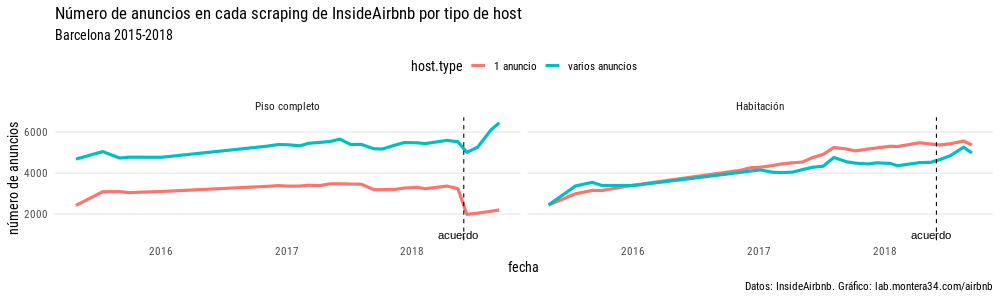 Número de anuncios en cada scraping de InsideAirbnb por tipo de host
Barcelona 2015-2018
host.type 1 anuncio varios anuncios
Piso completo Habitación
número de anuncios
6000
4000
2000
acuerdo acuerdo
2016 2017 2018 2016 2017 2018
fecha
Datos: InsideAirbnb. Gráfico: lab.montera34.com/airbnb